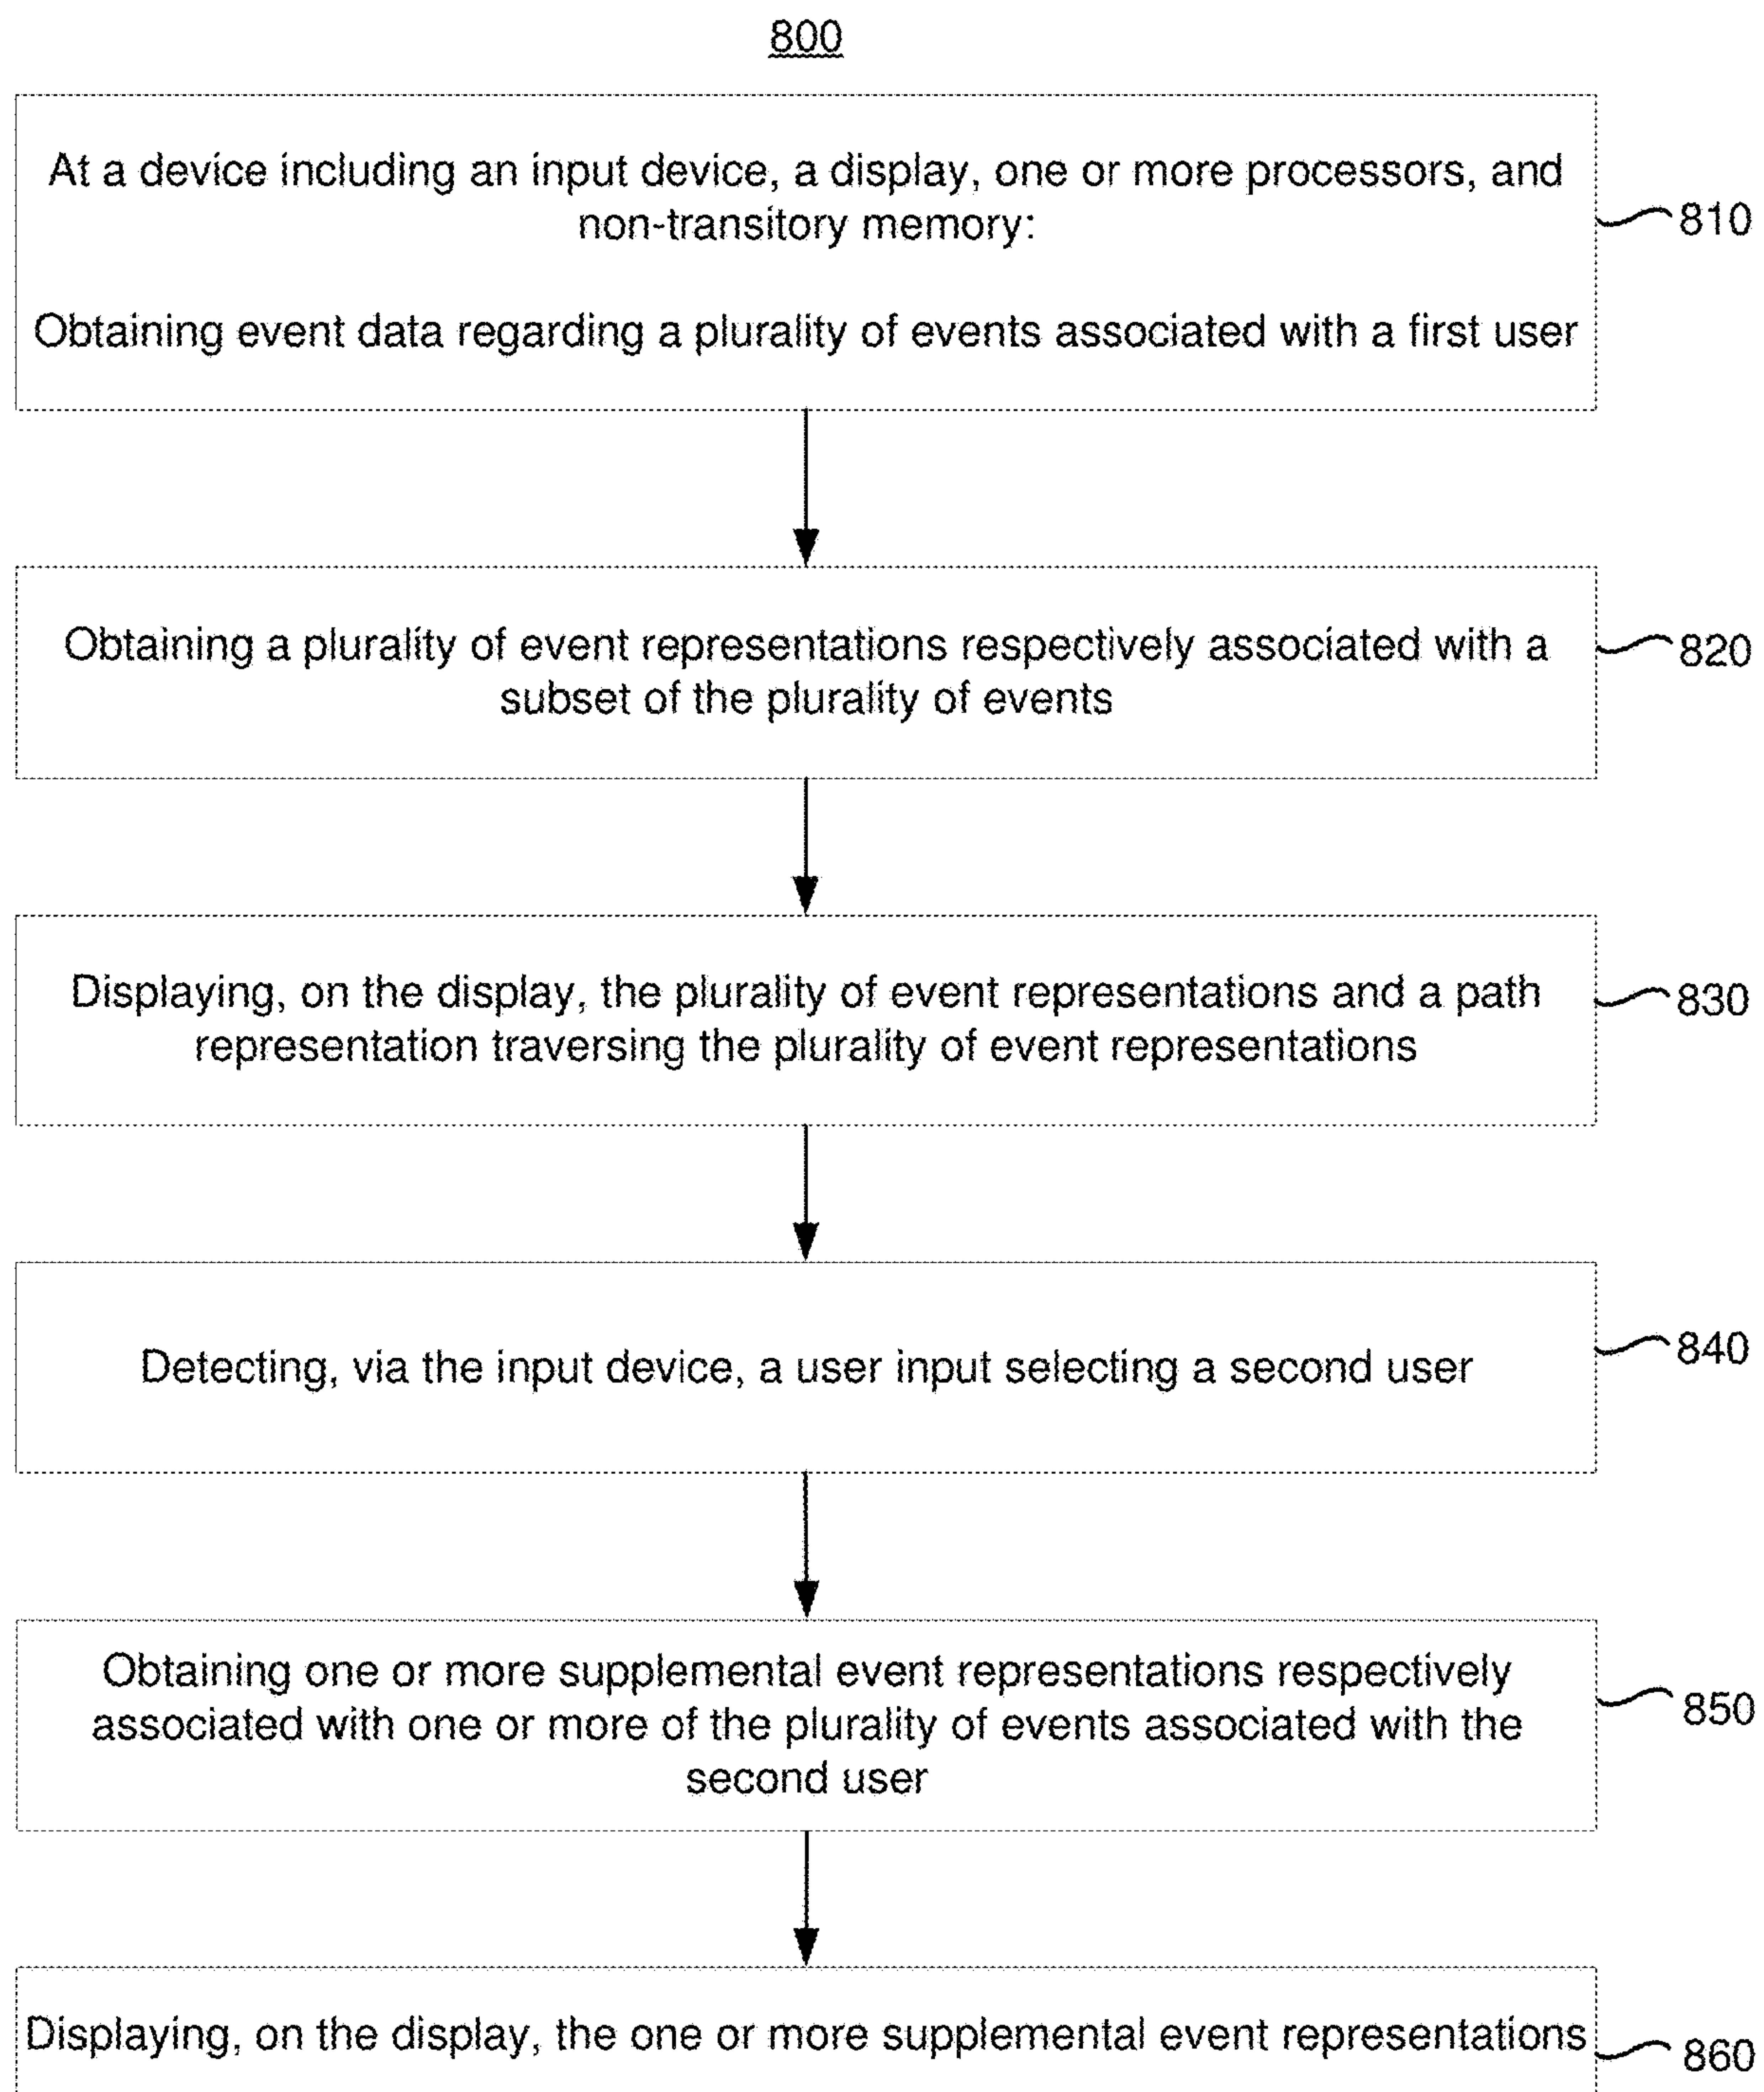 800
At a device including an input device, a display, one or more processors, and
non-transitory memory:
Obtaining event data regarding a plurality of events associated with a first user
810
Obtaining a plurality of event representations respectively associated with a
subset of the plurality of events
820
Displaying, on the display, the plurality of event representations and a path
representation traversing the plurality of event representations
830
Detecting, via the input device, a user input selecting a second user
840
Obtaining one or more supplemental event representations respectively
associated with one or more of the plurality of events associated with the
second user
850
Displaying, on the display, the one or more supplemental event representations
860